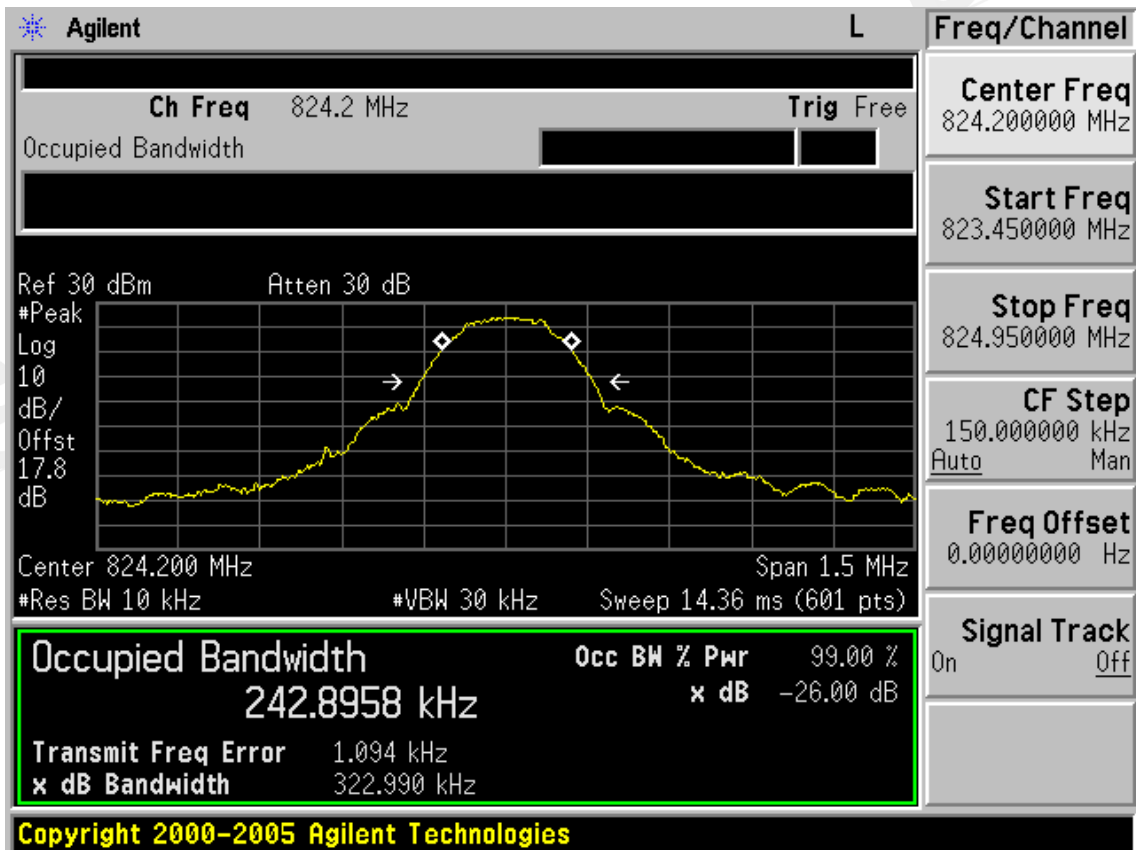 Agilent L
Ch Freq 824.2 MHz Trig Free
Occupied Bandwidth
Ref 30 dBm Atten 30 dB
#Peak
Log
10
dB/
Offst
17.8
dB
Center 824.200 MHz Span 1.5 MHz
#Res BW 10 kHz #VBW 30 kHz Sweep 14.36 ms (601 pts)
Occupied Bandwidth Occ BW % Pwr 99.00 %
242.8958 kHz x dB -26.00 dB
Transmit Freq Error 1.094 kHz
x dB Bandwidth 322.990 kHz
Copyright 2000-2005 Agilent Technologies
Freq/Channel
Center Freq
824.200000 MHz
Start Freq
823.450000 MHz
Stop Freq
824.950000 MHz
CF Step
150.000000 kHz
Auto Man
Freq Offset
0.00000000 Hz
Signal Track
On Off